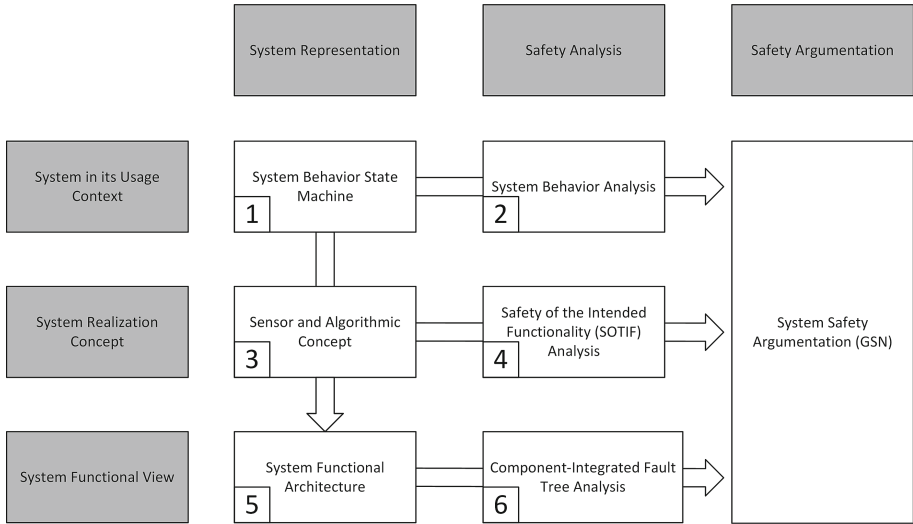 System Representation
Safety Analysis
Safety Argumentation
System in its Usage
Context
System Behavior State
Machine
1
System Behavior Analysis
2
System Realization
Concept
Sensor and Algorithmic
Concept
3
Safety of the Intended
Functionality (SOTIF)
Analysis
4
System Safety
Argumentation (GSN)
System Functional View
System Functional
Architecture
5
Component-Integrated Fault
Tree Analysis
6